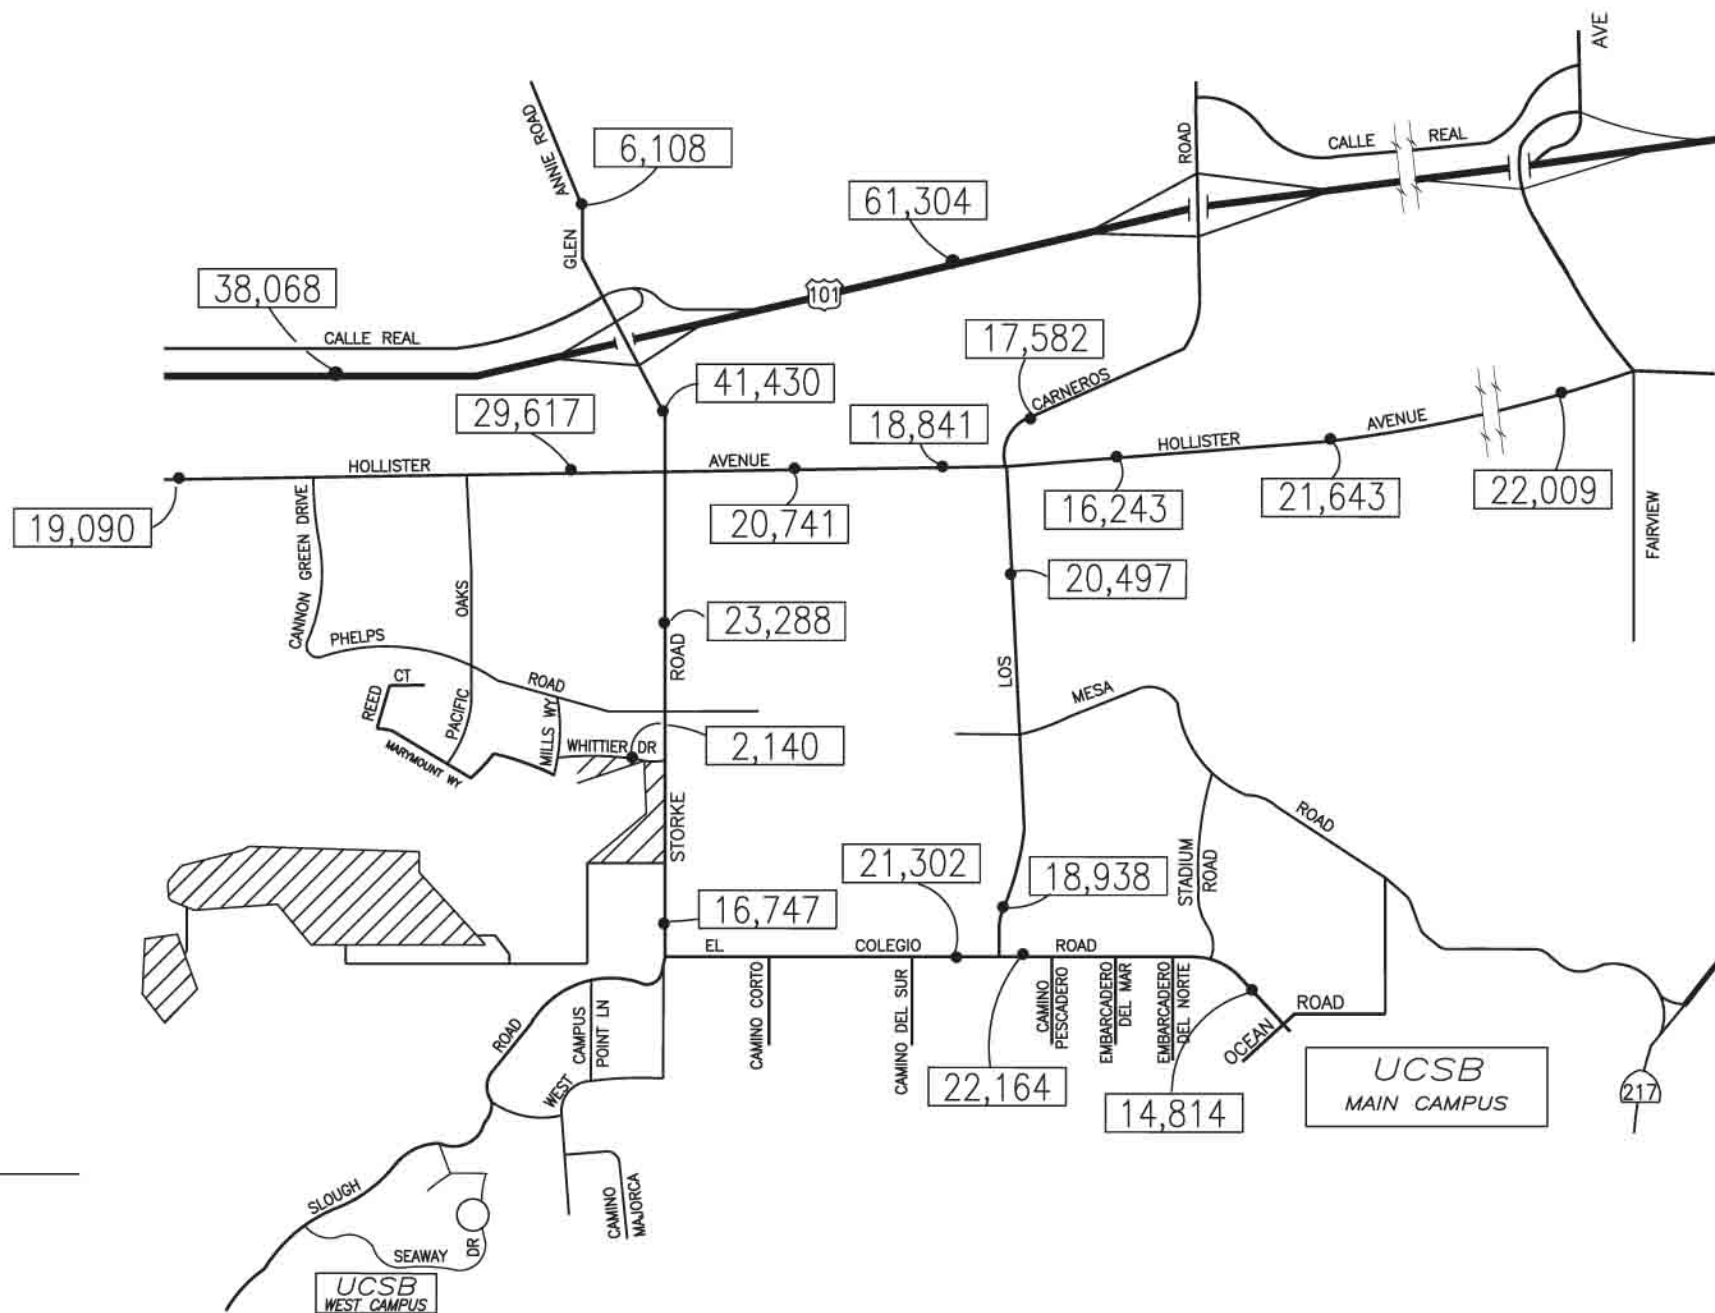 AVE
ANNIE ROAD
6,108
ROAD
CALLE REAL
61,304
GLEN
38,068
101
CALLE REAL
17,582
41,430
CARNEROS
29,617
18,841
AVENUE
HOLLISTER
HOLLISTER
AVENUE
19,090
20,741
16,243
21,643
22,009
FAIRVIEW
CANNON GREEN DRIVE
OAKS
20,497
23,288
PHELPS
ROAD
ROAD
LOS
MESA
CT
REED
PACIFIC
MILLS WY
MARYMOUNT WY
WHITTIER DR
2,140
STORKE
ROAD
STADIUM
ROAD
21,302
18,938
16,747
EL COLEGIO ROAD
CAMINO CORTO
CAMINO DEL SUR
CAMINO
PESCADERO
EMBARCADERO
DEL MAR
EMBARCADERO
DEL NORTE
ROAD
OCEAN
ROAD
WEST
CAMPUS
POINT LN
22,164
14,814
UCSB
MAIN CAMPUS
217
SLOUGH
CAMINO
MAJORCA
SEAWAY
DR
UCSB
WEST CAMPUS